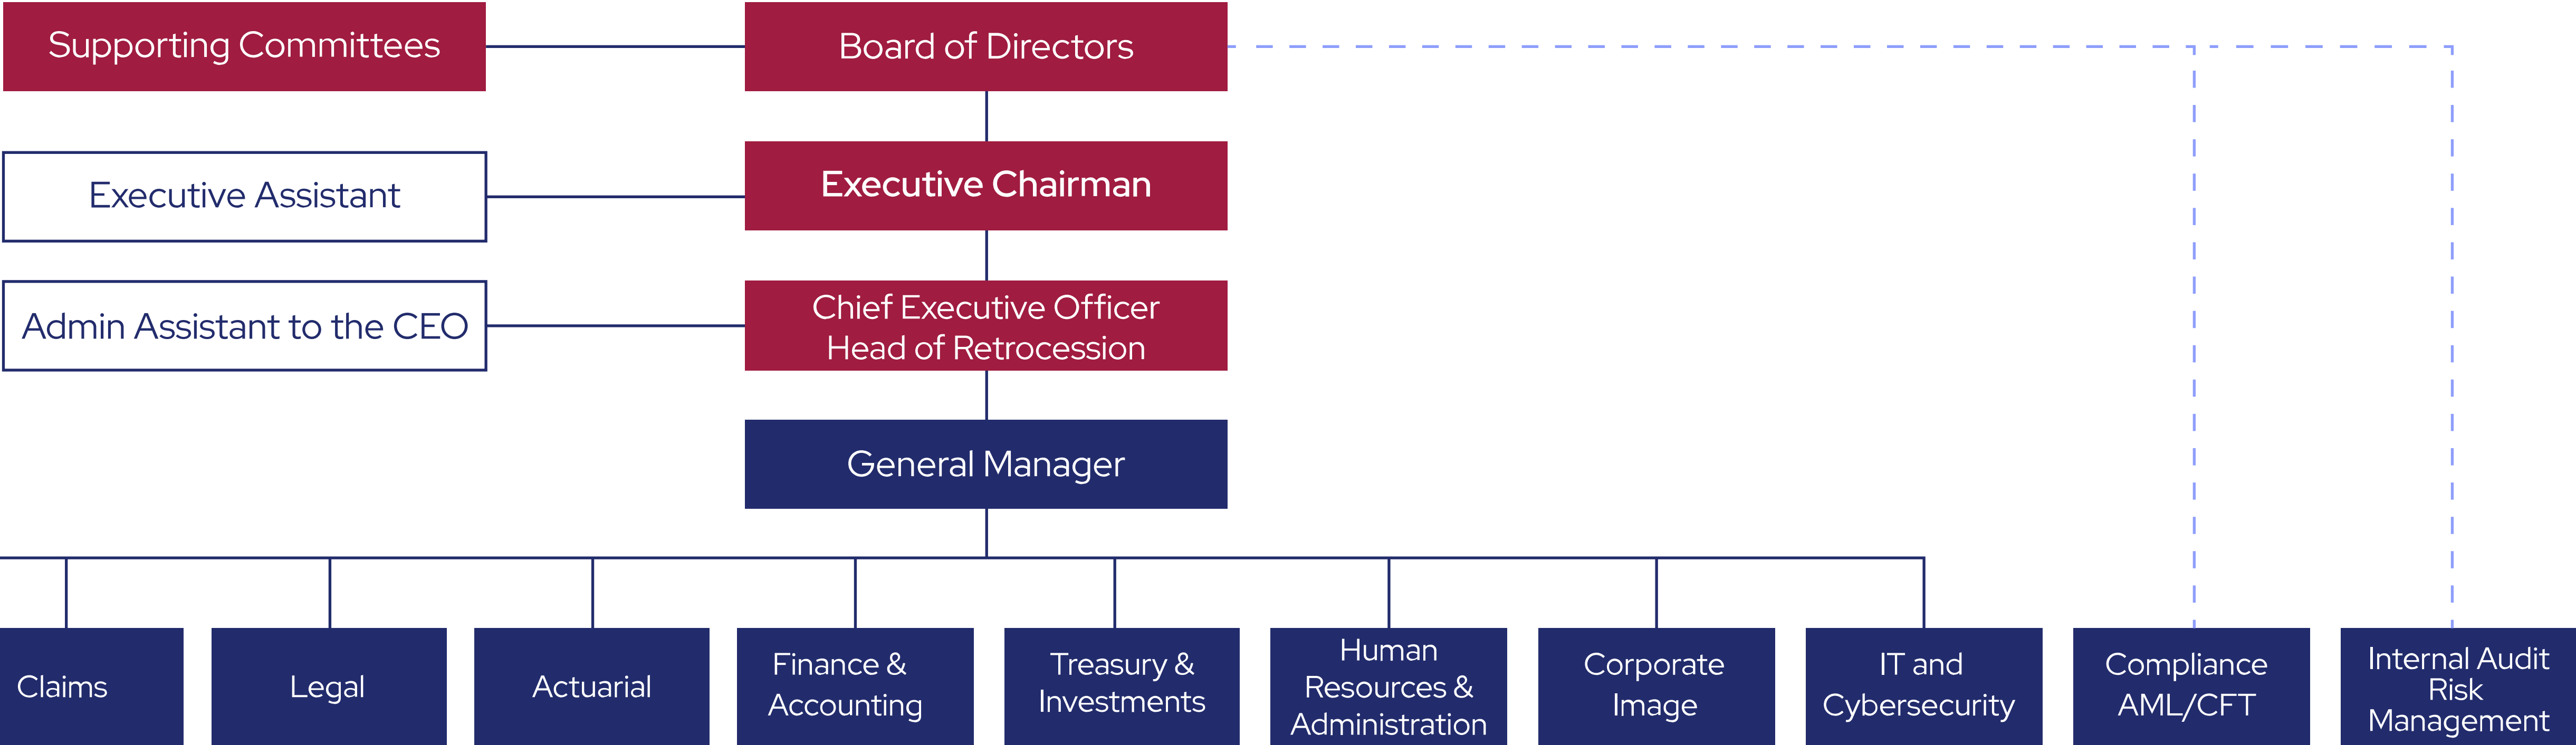 Supporting Committees
Board of Directors
Executive Assistant
Executive Chairman
Admin Assistant to the CEO
Chief Executive Officer
Head of Retrocession
General Manager
Claims
Legal
Actuarial
Finance &
Accounting
Treasury &
Investments
Human
Resources &
Administration
Corporate
Image
IT and
Cybersecurity
Compliance
AML/CFT
Internal Audit
Risk
Management